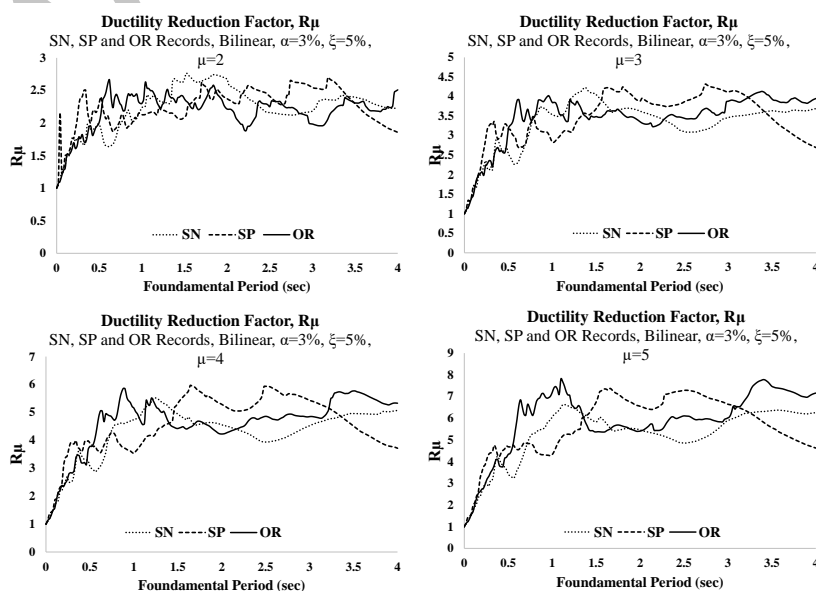 Ductility Reduction Factor, Rμ
SN, SP and OR Records, Bilinear, α=3%, ξ=5%,
μ=2
3
2.5
2
1.5
1
0.5
0
Rμ
SN SP OR
0 0.5 1 1.5 2 2.5 3 3.5 4
Foundamental Period (sec)
Ductility Reduction Factor, Rμ
SN, SP and OR Records, Bilinear, α=3%, ξ=5%,
μ=3
5
4.5
4
3.5
3
2.5
2
1.5
1
0.5
0
Rμ
SN SP OR
0 0.5 1 1.5 2 2.5 3 3.5 4
Foundamental Period (sec)
Ductility Reduction Factor, Rμ
SN, SP and OR Records, Bilinear, α=3%, ξ=5%,
μ=4
7
6
5
4
3
2
1
0
Rμ
SN SP OR
0 0.5 1 1.5 2 2.5 3 3.5 4
Foundamental Period (sec)
Ductility Reduction Factor, Rμ
SN, SP and OR Records, Bilinear, α=3%, ξ=5%,
μ=5
9
8
7
6
5
4
3
2
1
0
Rμ
SN SP OR
0 0.5 1 1.5 2 2.5 3 3.5 4
Foundamental Period (sec)